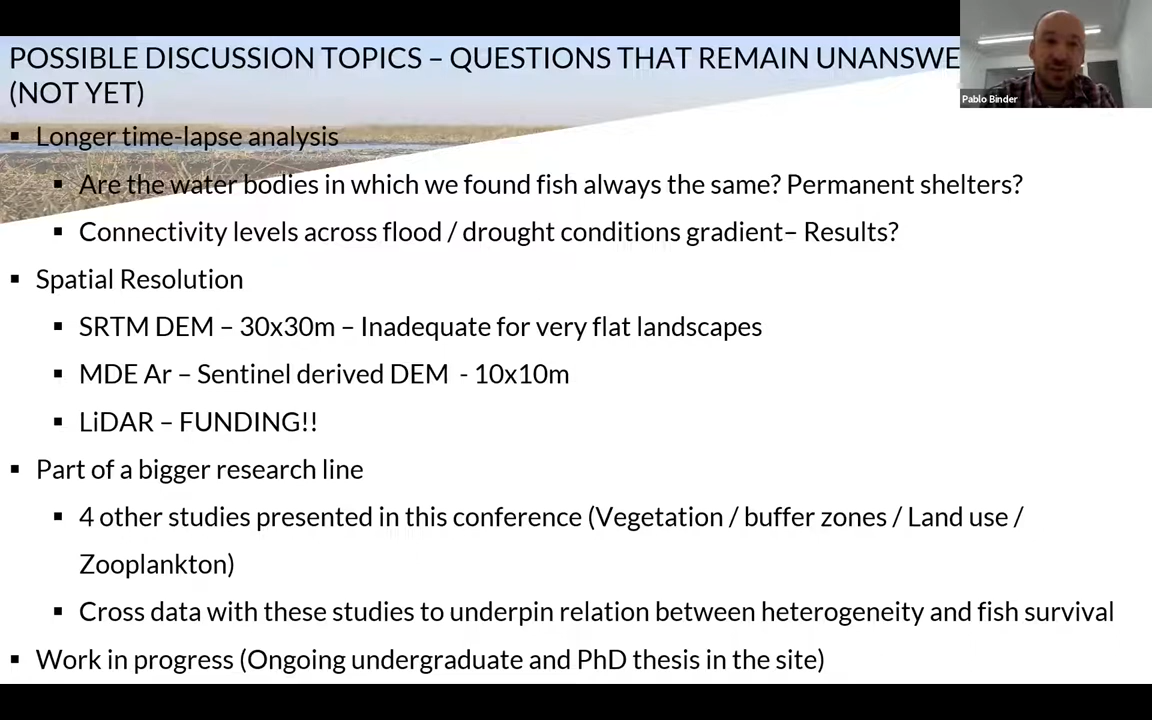 POSSIBLE DISCUSSION TOPICS – QUESTIONS THAT REMAIN UNANSWE
(NOT YET)
Pablo Binder
▪ Longer time-lapse analysis
▪ Are the water bodies in which we found fish always the same? Permanent shelters?
▪ Connectivity levels across flood / drought conditions gradient– Results?
▪ Spatial Resolution
▪ SRTM DEM – 30x30m – Inadequate for very flat landscapes
▪ MDE Ar – Sentinel derived DEM - 10x10m
▪ LiDAR – FUNDING!!
▪ Part of a bigger research line
▪ 4 other studies presented in this conference (Vegetation / buffer zones / Land use /
Zooplankton)
▪ Cross data with these studies to underpin relation between heterogeneity and fish survival
▪ Work in progress (Ongoing undergraduate and PhD thesis in the site)